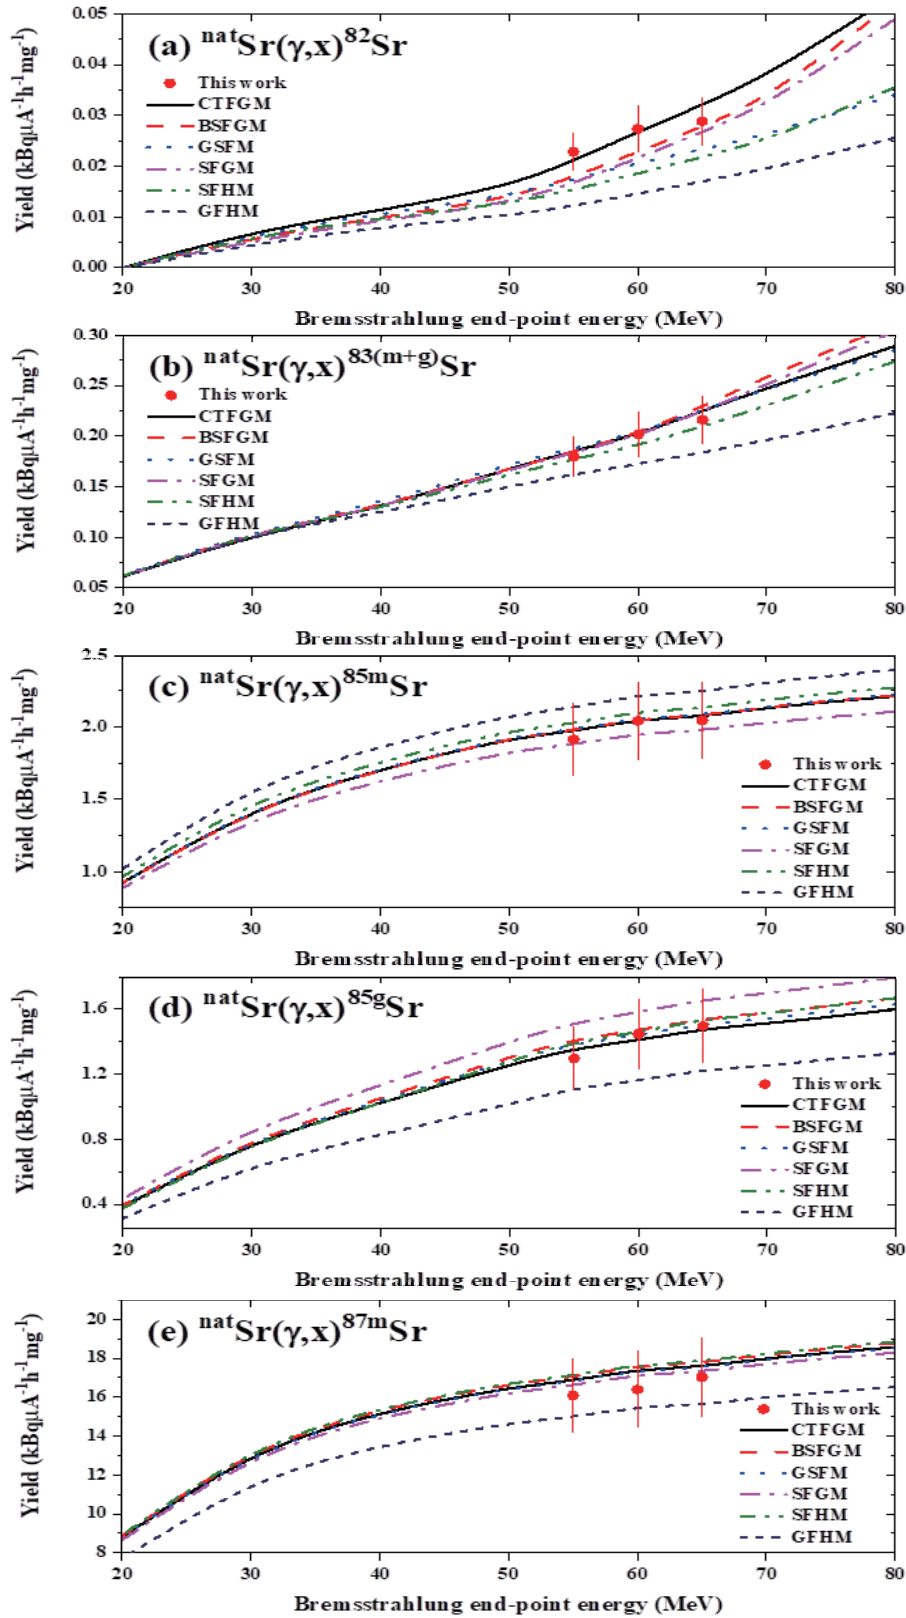 (a) ⁿᵃᵗSr(γ,x)⁸²Sr
Yield (kBqμA⁻¹h⁻¹mg⁻¹)
0.05
0.04
0.03
0.02
0.01
0.00
This work
CTFGM
BSFGM
GSFM
SFGM
SFHM
GFHM
20 30 40 50 60 70 80
Bremsstrahlung end-point energy (MeV)
(b) ⁿᵃᵗSr(γ,x)⁸³⁽ᵐ⁺ᵍ⁾Sr
Yield (kBqμA⁻¹h⁻¹mg⁻¹)
0.30
0.25
0.20
0.15
0.10
0.05
This work
CTFGM
BSFGM
GSFM
SFGM
SFHM
GFHM
20 30 40 50 60 70 80
Bremsstrahlung end-point energy (MeV)
(c) ⁿᵃᵗSr(γ,x)⁸⁵ᵐSr
Yield (kBqμA⁻¹h⁻¹mg⁻¹)
2.5
2.0
1.5
1.0
This work
CTFGM
BSFGM
GSFM
SFGM
SFHM
GFHM
20 30 40 50 60 70 80
Bremsstrahlung end-point energy (MeV)
(d) ⁿᵃᵗSr(γ,x)⁸⁵ᵍSr
Yield (kBqμA⁻¹h⁻¹mg⁻¹)
1.6
1.2
0.8
0.4
This work
CTFGM
BSFGM
GSFM
SFGM
SFHM
GFHM
20 30 40 50 60 70 80
Bremsstrahlung end-point energy (MeV)
(e) ⁿᵃᵗSr(γ,x)⁸⁷ᵐSr
Yield (kBqμA⁻¹h⁻¹mg⁻¹)
20
18
16
14
12
10
8
This work
CTFGM
BSFGM
GSFM
SFGM
SFHM
GFHM
20 30 40 50 60 70 80
Bremsstrahlung end-point energy (MeV)